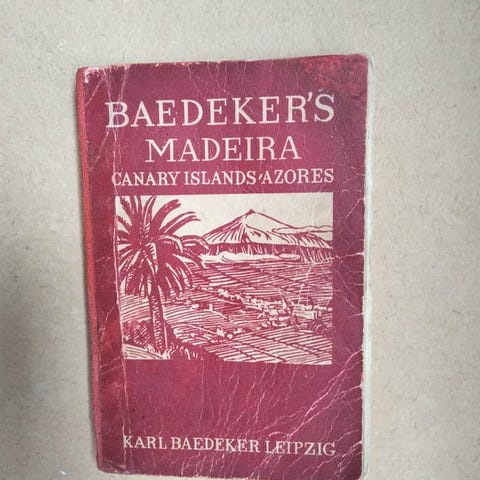 BAEDEKER'S
MADEIRA
CANARY ISLANDS·AZORES
KARL BAEDEKER LEIPZIG